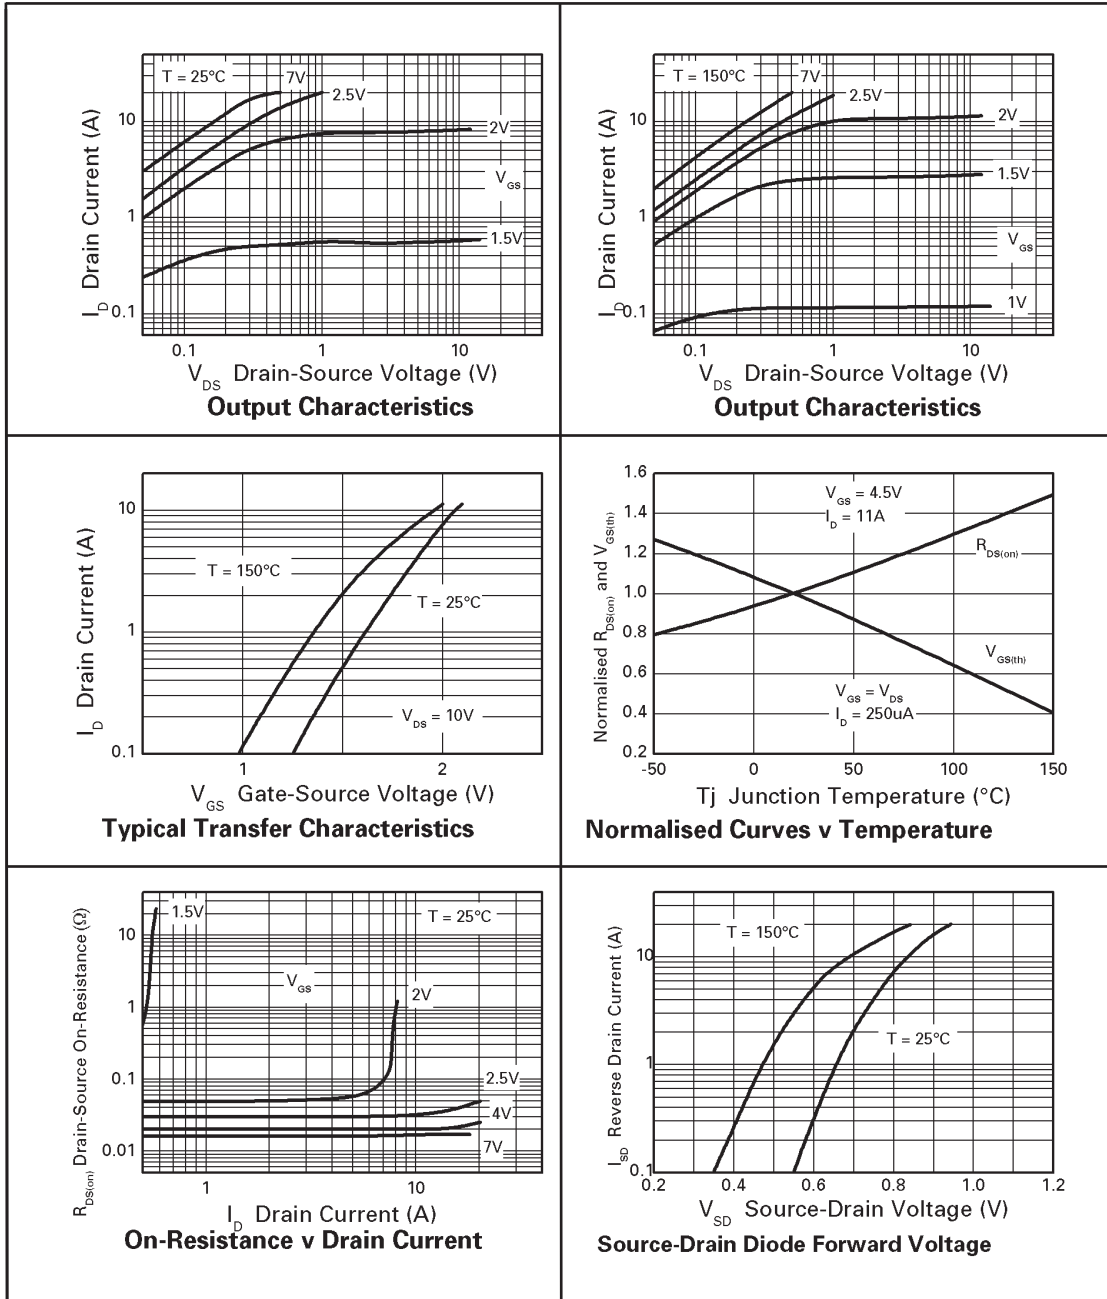 T = 25°C
7V
2.5V
2V
V_GS
1.5V
10
1
0.1
I_D Drain Current (A)
0.1 1 10
V_DS Drain-Source Voltage (V)
Output Characteristics
T = 150°C
7V
2.5V
2V
1.5V
V_GS
1V
10
1
0.1
I_D Drain Current (A)
0.1 1 10
V_DS Drain-Source Voltage (V)
Output Characteristics
10
1
0.1
I_D Drain Current (A)
T = 150°C
T = 25°C
V_DS = 10V
1 2
V_GS Gate-Source Voltage (V)
Typical Transfer Characteristics
1.6
1.4
1.2
1.0
0.8
0.6
0.4
0.2
Normalised R_DS(on) and V_GS(th)
V_GS = 4.5V
I_D = 11A
R_DS(on)
V_GS(th)
V_GS = V_DS
I_D = 250uA
-50 0 50 100 150
Tj Junction Temperature (°C)
Normalised Curves v Temperature
1.5V
T = 25°C
V_GS
2V
2.5V
4V
7V
10
1
0.1
0.01
R_DS(on) Drain-Source On-Resistance (Ω)
1 10
I_D Drain Current (A)
On-Resistance v Drain Current
T = 150°C
T = 25°C
10
1
0.1
I_SD Reverse Drain Current (A)
0.2 0.4 0.6 0.8 1.0 1.2
V_SD Source-Drain Voltage (V)
Source-Drain Diode Forward Voltage